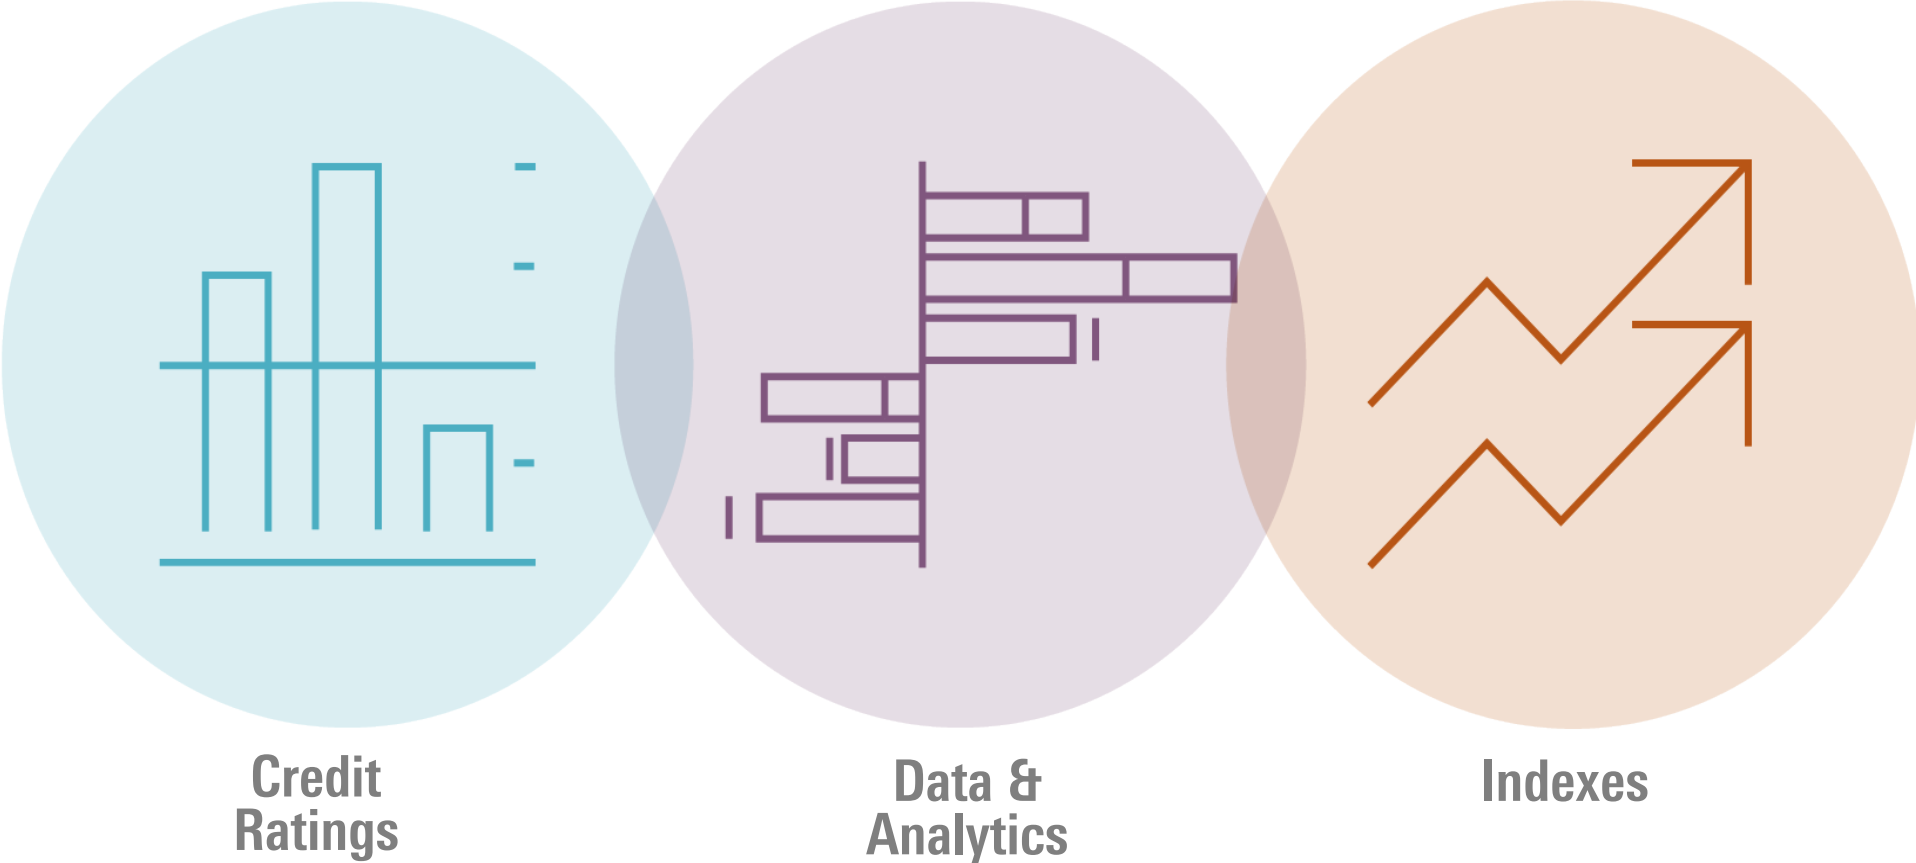 Credit
Ratings
Data &
Analytics
Indexes